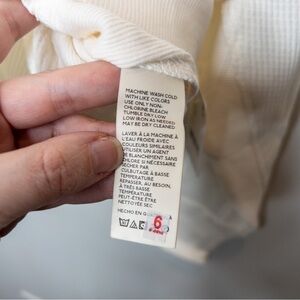 MACHINE WASH COLD
WITH LIKE COLORS
USE ONLY NON-
CHLORINE BLEACH
TUMBLE DRY LOW
LOW IRON AS NEEDED
MAY BE DRY CLEANED
LAVER À LA MACHINE À
L'EAU FROIDE AVEC
COULEURS SIMILAIRES
UTILISER UN AGENT
DE BLANCHIMENT SANS
CHLORE SI NÉCESSAIRE
SÉCHER PAR
CULBUTAGE À BASSE
TEMPÉRATURE
REPASSER, AU BESOIN,
À TRÈS BASSE
TEMPÉRATURE
PEUT-ÊTRE ÊTRE
NETTOYÉE SEC
HECHO EN
6